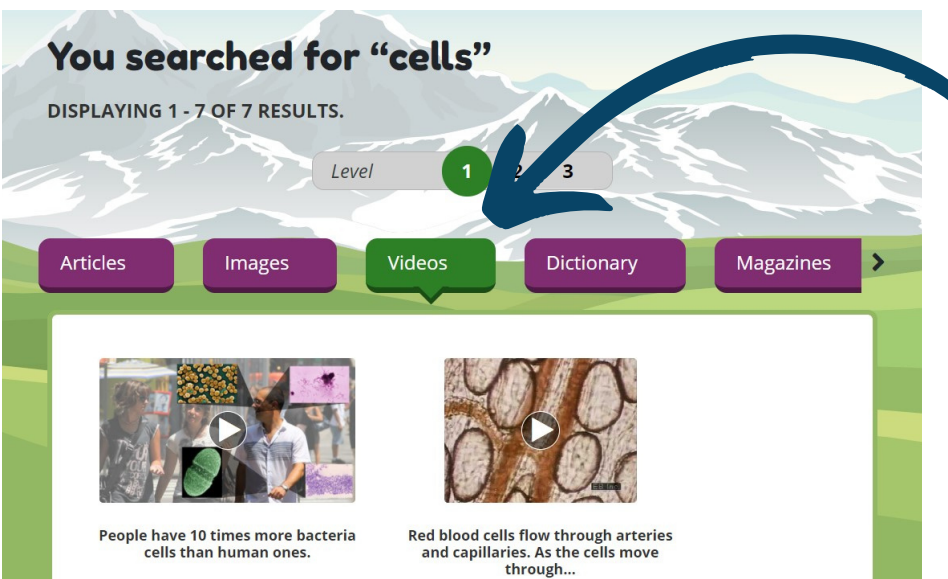 You searched for “cells”
DISPLAYING 1 - 7 OF 7 RESULTS.
Level 1 2 3
Articles Images Videos Dictionary Magazines
People have 10 times more bacteria
cells than human ones.
Red blood cells flow through arteries
and capillaries. As the cells move
through...